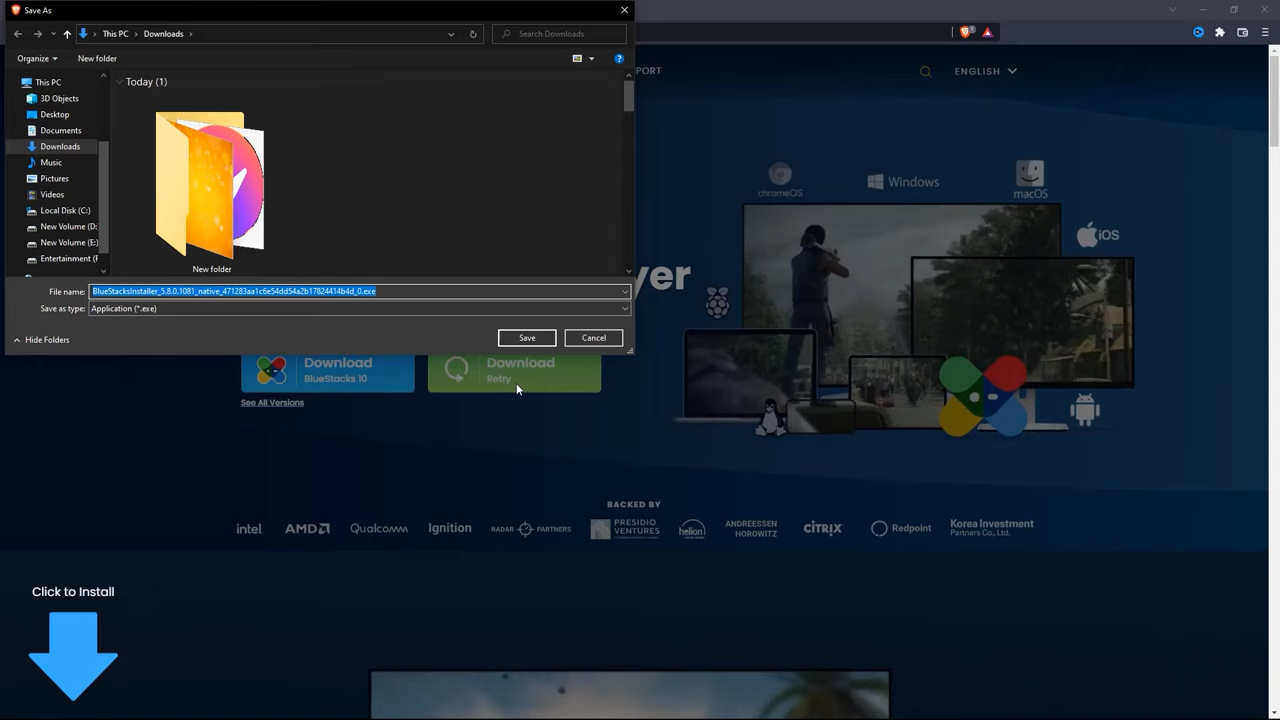 Save As
This PC
Downloads
Search Downloads
Organize
New folder
This PC
3D Objects
Desktop
Documents
Downloads
Music
Pictures
Videos
Local Disk (C:)
New Volume (D:
New Volume (E:)
Entertainment (F
Today (1)
New folder
File name:
BlueStacksInstaller_5.8.0.1081_native_471283aa1c6e54dd54a2b17824414b4d_0.exe
Save as type:
Application (*.exe)
Hide Folders
Save
Cancel
PORT
ENGLISH
chromeOS
Windows
macOS
iOS
yer
Download
BlueStacks 10
Download
Retry
See All Versions
BACKED BY
intel
AMD
Qualcomm
Ignition
RADAR PARTNERS
PRESIDIO
VENTURES
helion
ANDREESSEN
HOROWITZ
CITRIX
Redpoint
Korea Investment
Partners Co., Ltd.
Click to Install